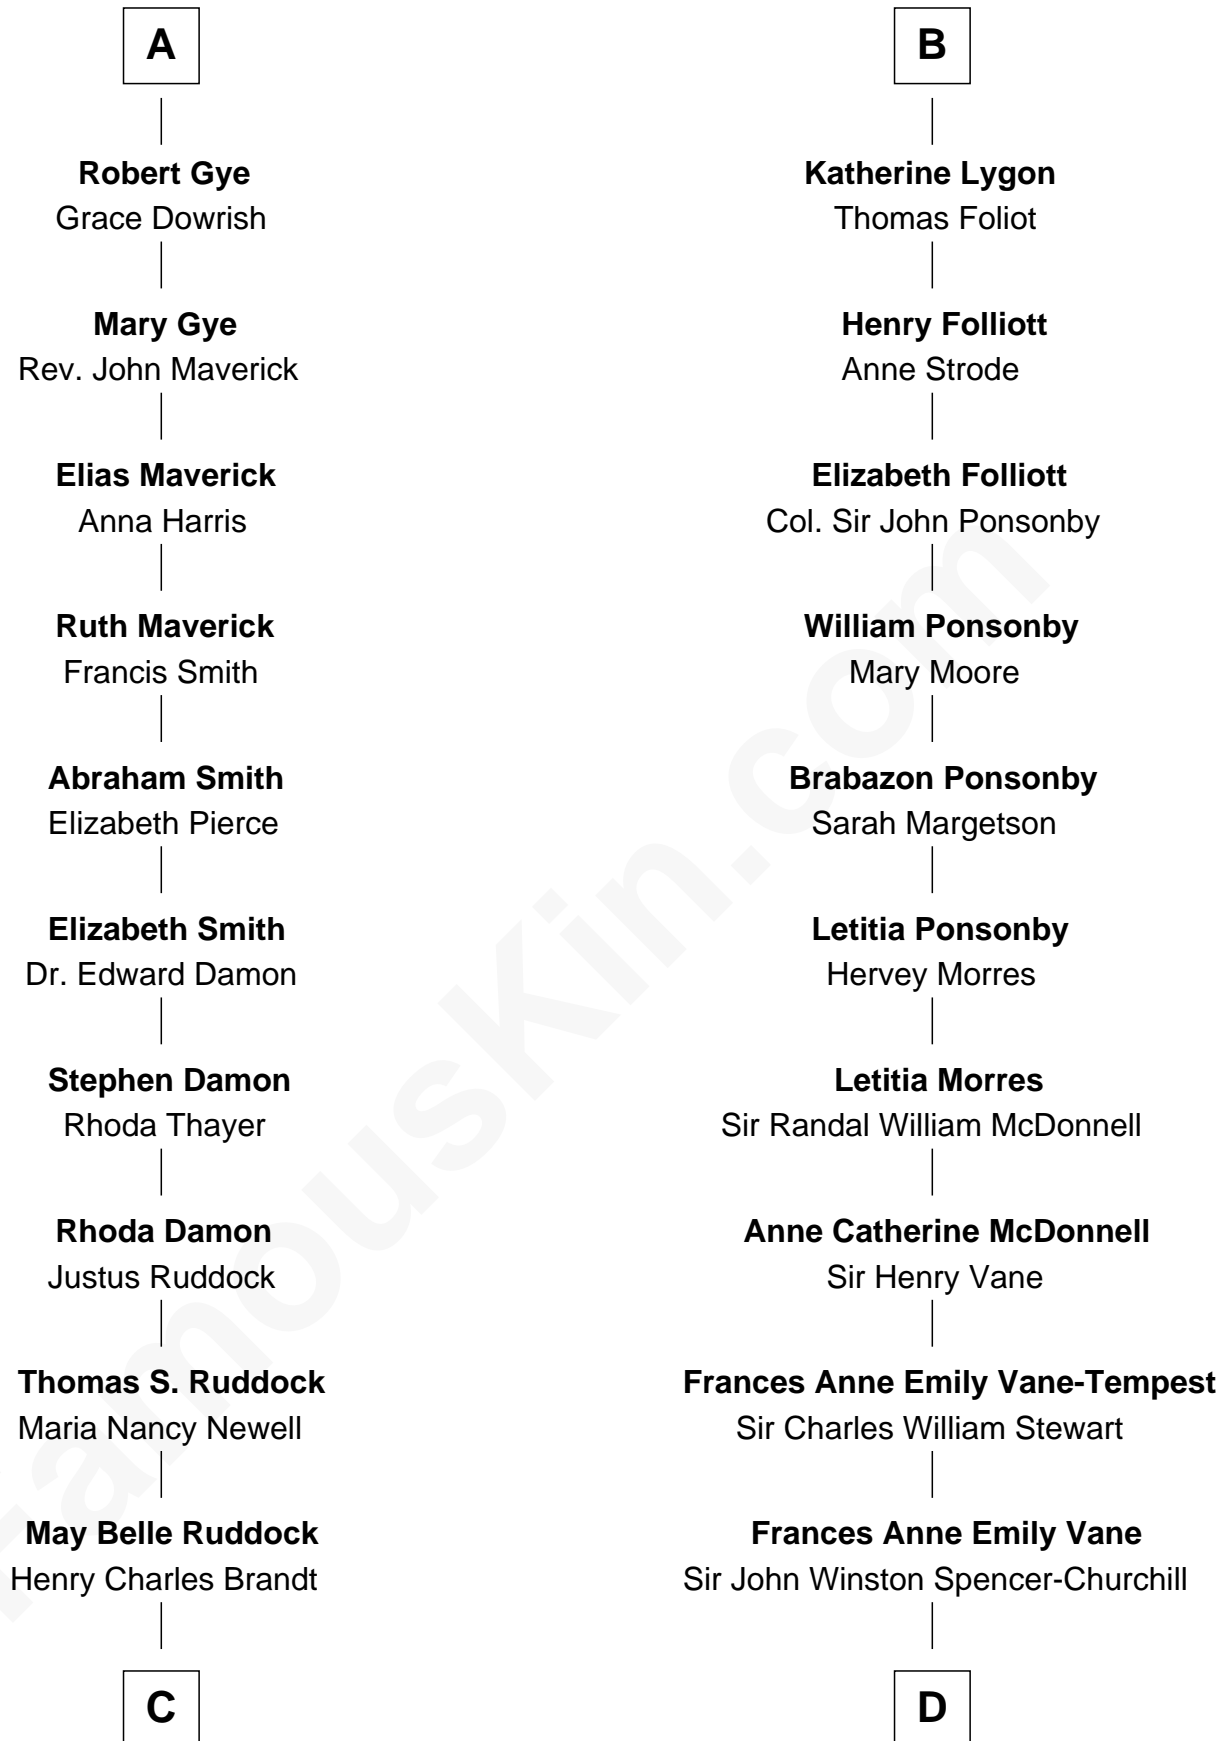 A
Robert Gye
Grace Dowrish
Mary Gye
Rev. John Maverick
Elias Maverick
Anna Harris
Ruth Maverick
Francis Smith
Abraham Smith
Elizabeth Pierce
Elizabeth Smith
Dr. Edward Damon
Stephen Damon
Rhoda Thayer
Rhoda Damon
Justus Ruddock
Thomas S. Ruddock
Maria Nancy Newell
May Belle Ruddock
Henry Charles Brandt
C
B
Katherine Lygon
Thomas Foliot
Henry Folliott
Anne Strode
Elizabeth Folliott
Col. Sir John Ponsonby
William Ponsonby
Mary Moore
Brabazon Ponsonby
Sarah Margetson
Letitia Ponsonby
Hervey Morres
Letitia Morres
Sir Randal William McDonnell
Anne Catherine McDonnell
Sir Henry Vane
Frances Anne Emily Vane-Tempest
Sir Charles William Stewart
Frances Anne Emily Vane
Sir John Winston Spencer-Churchill
D
FamousKin.com